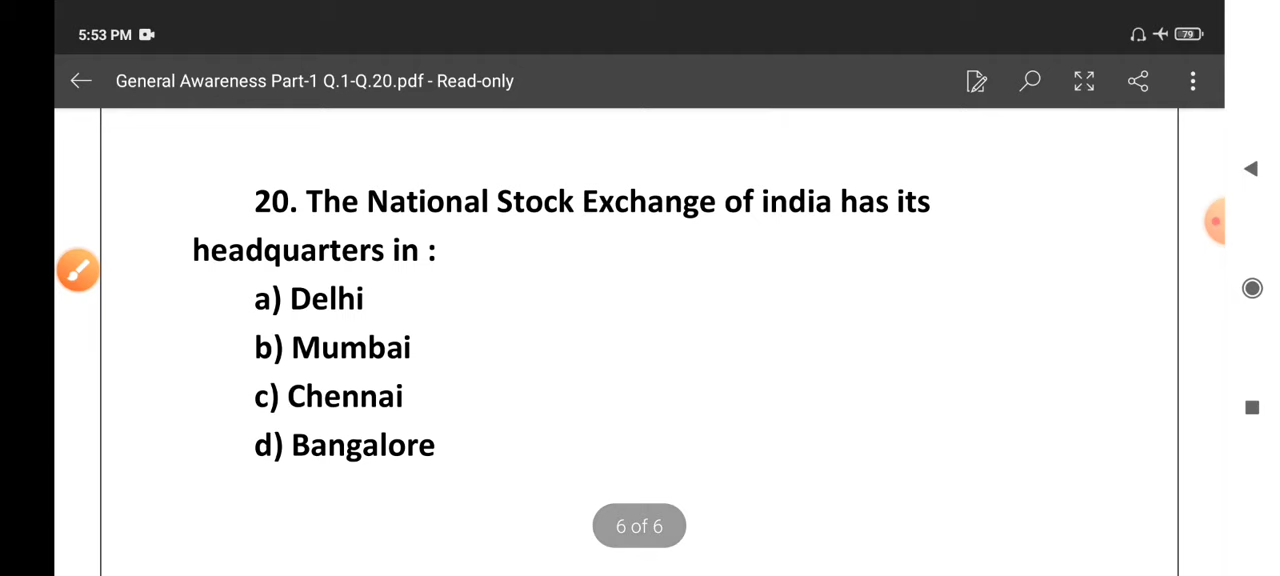 5:53 PM
79
General Awareness Part-1 Q.1-Q.20.pdf - Read-only
20. The National Stock Exchange of india has its
headquarters in :
a) Delhi
b) Mumbai
c) Chennai
d) Bangalore
6 of 6